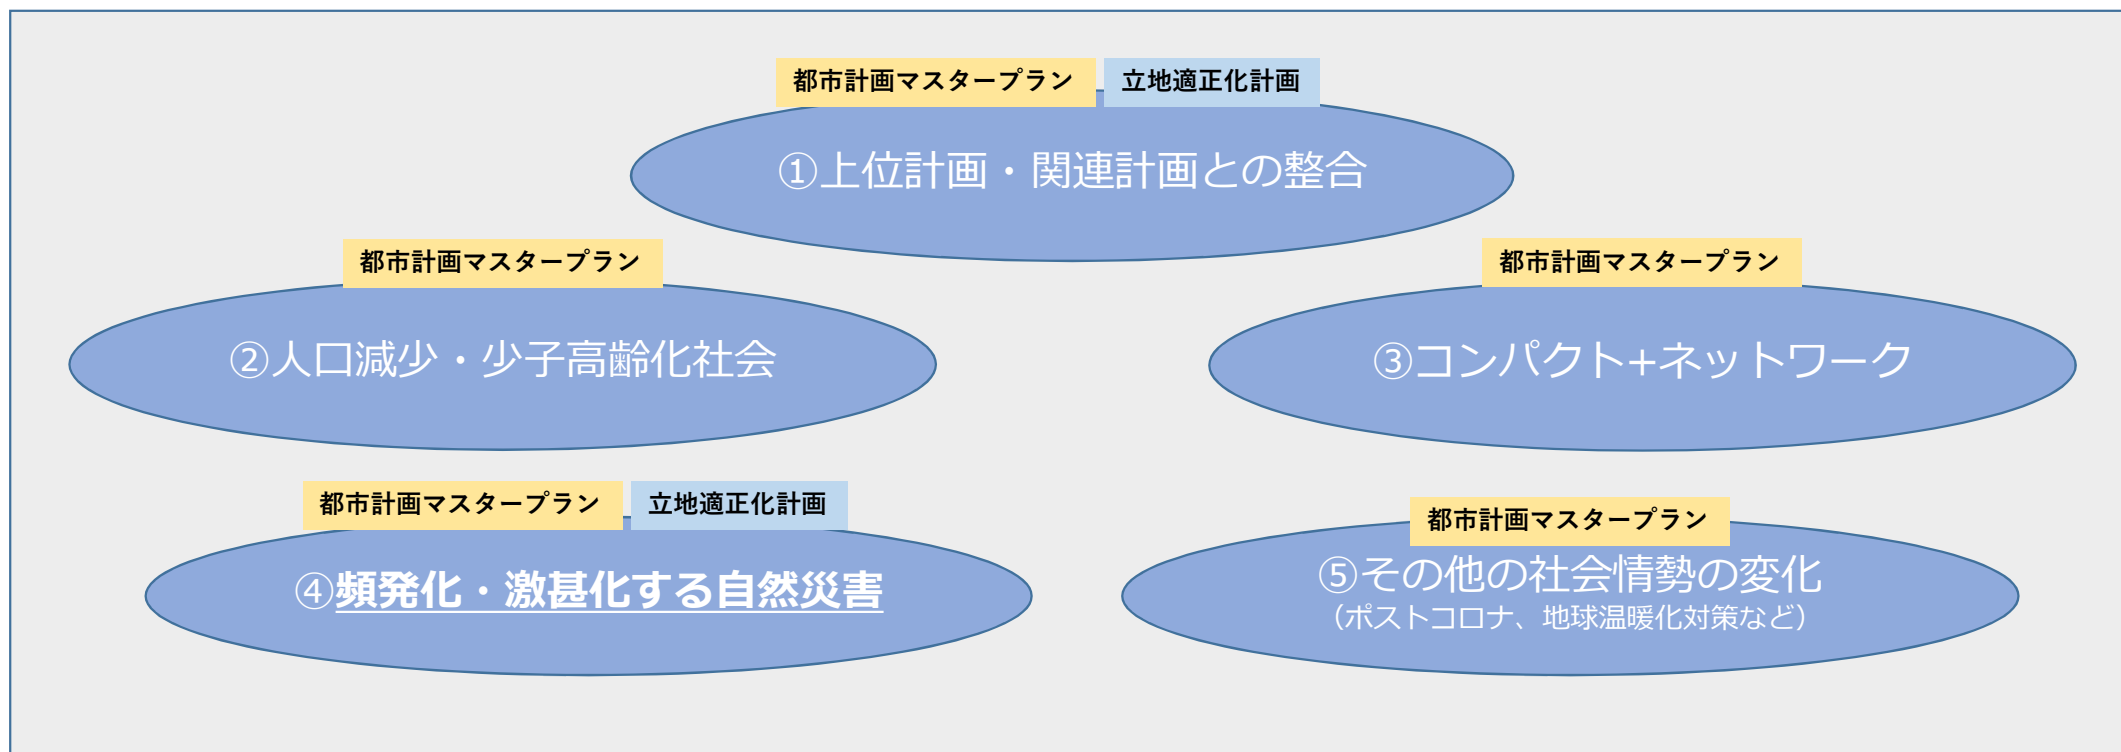 都市計画マスタープラン 立地適正化計画
①上位計画・関連計画との整合
都市計画マスタープラン
②人口減少・少子高齢化社会
都市計画マスタープラン
③コンパクト+ネットワーク
都市計画マスタープラン 立地適正化計画
④頻発化・激甚化する自然災害
都市計画マスタープラン
⑤その他の社会情勢の変化
（ポストコロナ、地球温暖化対策など）